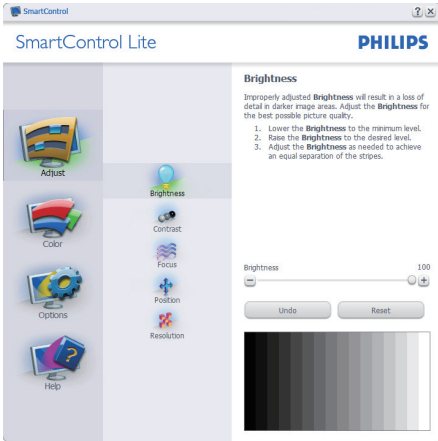 SmartControl
SmartControl Lite
PHILIPS
Adjust
Color
Options
Help
Brightness
Contrast
Focus
Position
Resolution
Brightness
Improperly adjusted Brightness will result in a loss of
detail in darker image areas. Adjust the Brightness for
the best possible picture quality.
1. Lower the Brightness to the minimum level.
2. Raise the Brightness to the desired level.
3. Adjust the Brightness as needed to achieve
an equal separation of the stripes.
Brightness 100
Undo Reset